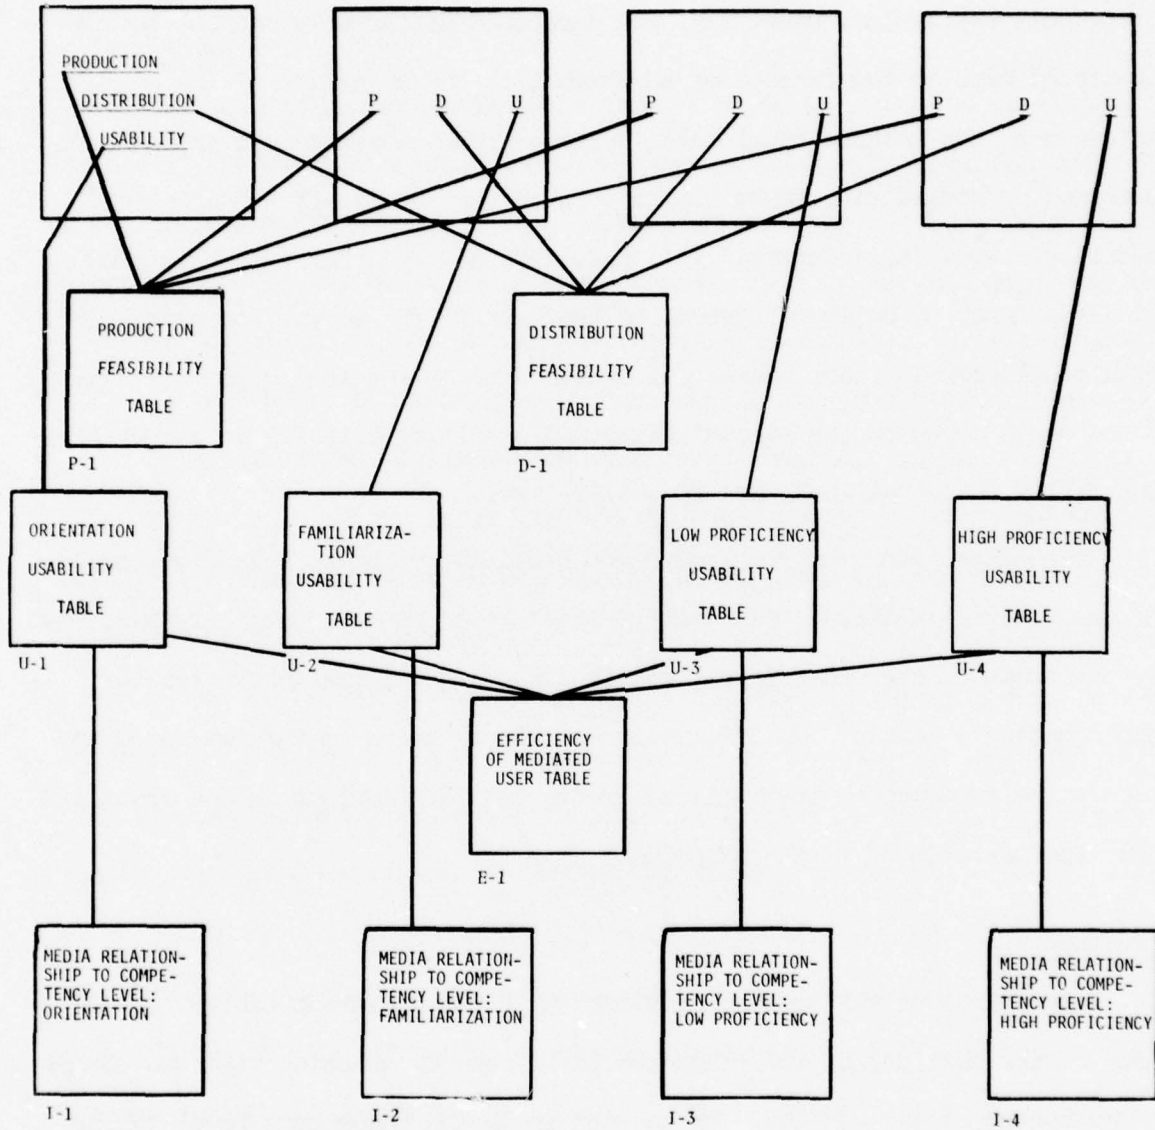 PRODUCTION
DISTRIBUTION
USABILITY
P D U
P D U
P D U
PRODUCTION
FEASIBILITY
TABLE
P-1
DISTRIBUTION
FEASIBILITY
TABLE
D-1
ORIENTATION
USABILITY
TABLE
U-1
FAMILIARIZA-
TION
USABILITY
TABLE
U-2
LOW PROFICIENCY
USABILITY
TABLE
U-3
HIGH PROFICIENCY
USABILITY
TABLE
U-4
EFFICIENCY
OF MEDIATED
USER TABLE
E-1
MEDIA RELATION-
SHIP TO COMPE-
TENCY LEVEL:
ORIENTATION
I-1
MEDIA RELATION-
SHIP TO COMPE-
TENCY LEVEL:
FAMILIARIZATION
I-2
MEDIA RELATION-
SHIP TO COMPE-
TENCY LEVEL:
LOW PROFICIENCY
I-3
MEDIA RELATION-
SHIP TO COMPE-
TENCY LEVEL:
HIGH PROFICIENCY
I-4